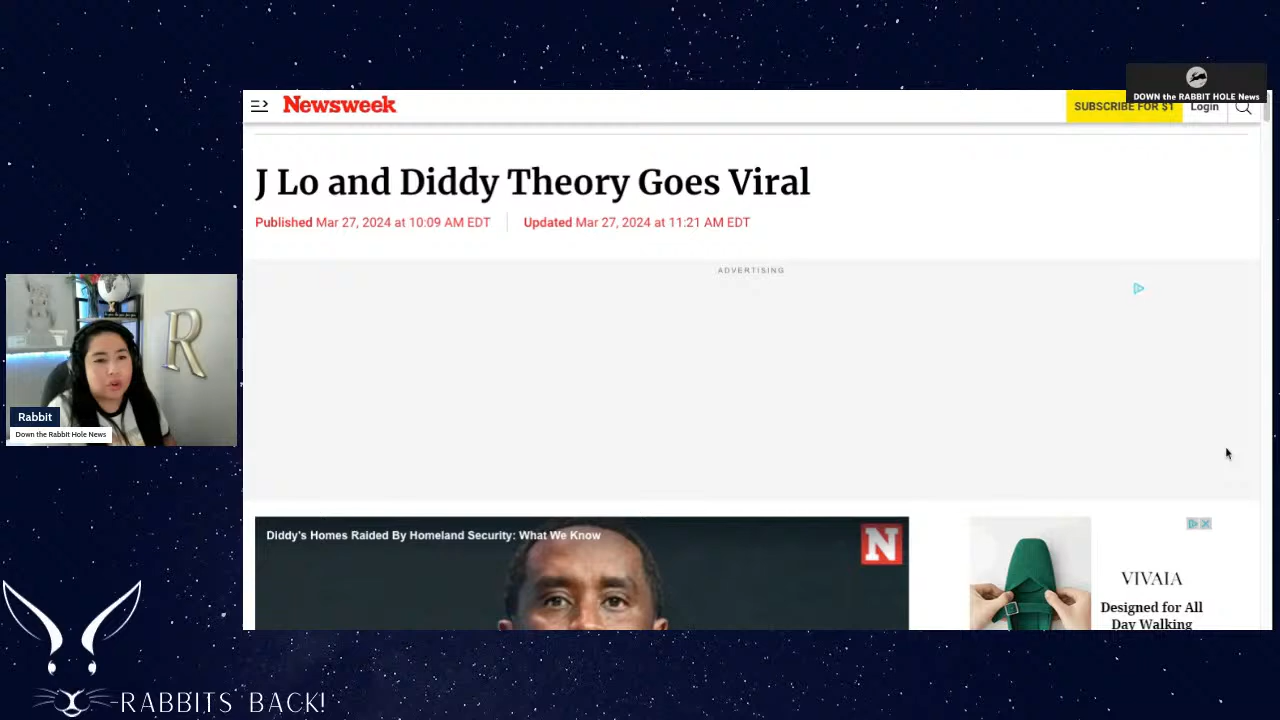 DOWN the RABBIT HOLE News
Newsweek
SUBSCRIBE FOR $1
Login
J Lo and Diddy Theory Goes Viral
Published Mar 27, 2024 at 10:09 AM EDT
Updated Mar 27, 2024 at 11:21 AM EDT
ADVERTISING
R
Rabbit
Down the Rabbit Hole News
Diddy's Homes Raided By Homeland Security: What We Know
N
VIVAIA
Designed for All
Day Walking
RABBITS BACK!